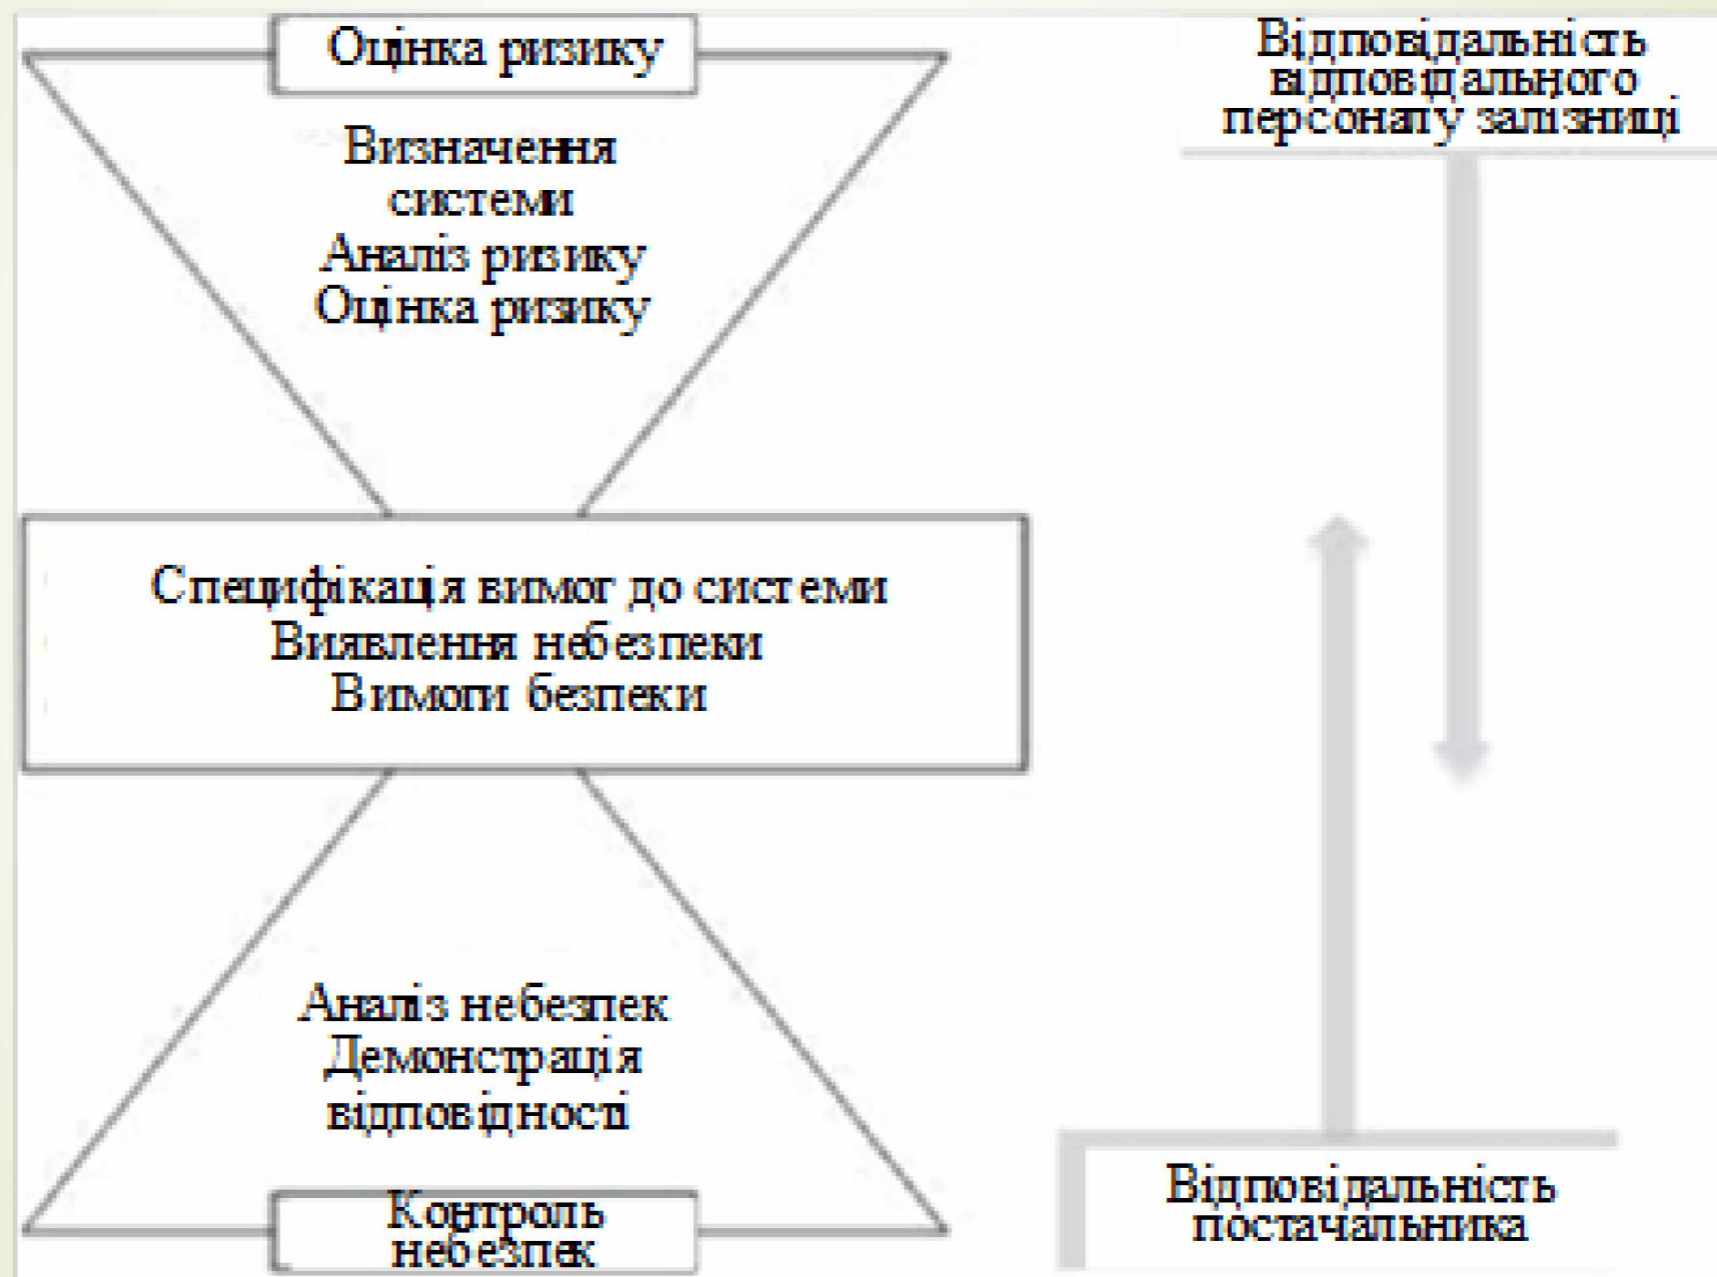 Оцінка ризику
Визначення
системи
Аналіз ризику
Оцінка ризику
Специфікація вимог до системи
Виявлення небезпеки
Вимоги безпеки
Аналіз небезпек
Демонстрація
відповідності
Контроль
небезпек
Відповідальність
відповідального
персоналу залізниці
Відповідальність
постачальника